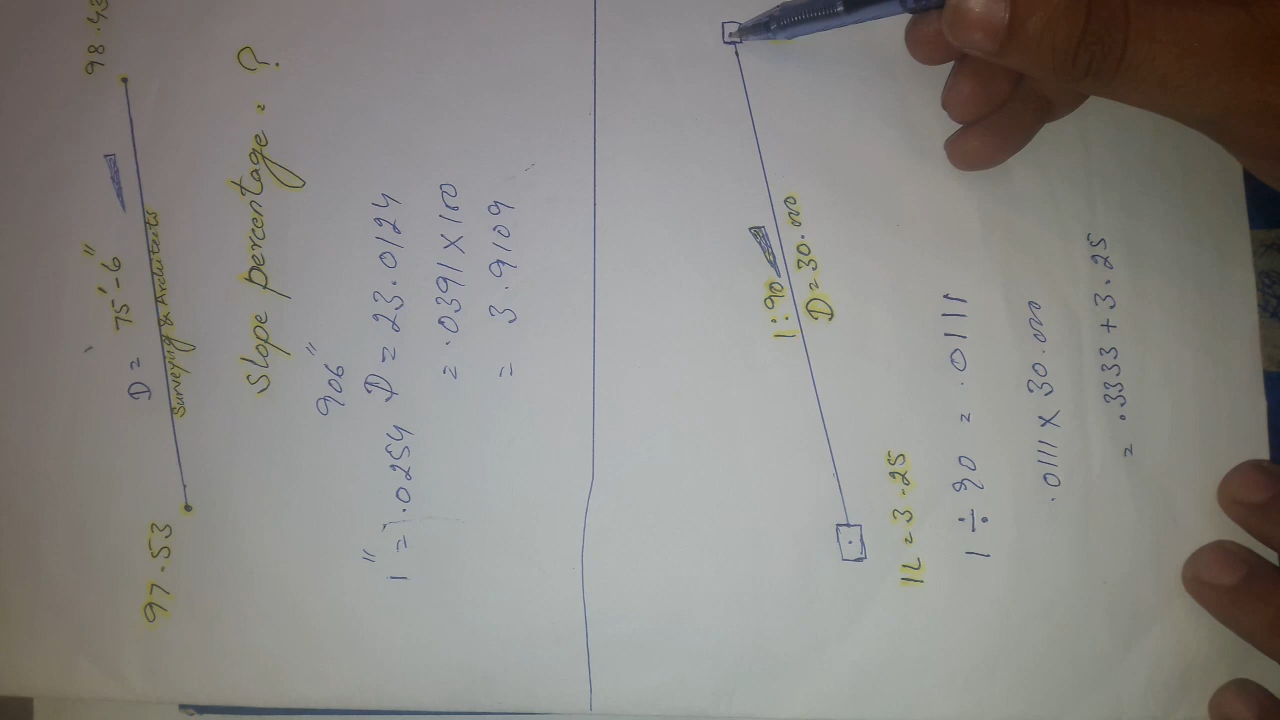 97.53
98.43
D = 75'-6"
Surveying & Architects
Slope percentage = ?
906"
1" = .0254 D = 23.0124
= .0391 X 100
= 3.9109
1:90
D=30.000
IL = 3.25
1 ÷ 90 = .0111
.0111 X 30.000
= .3333 + 3.25